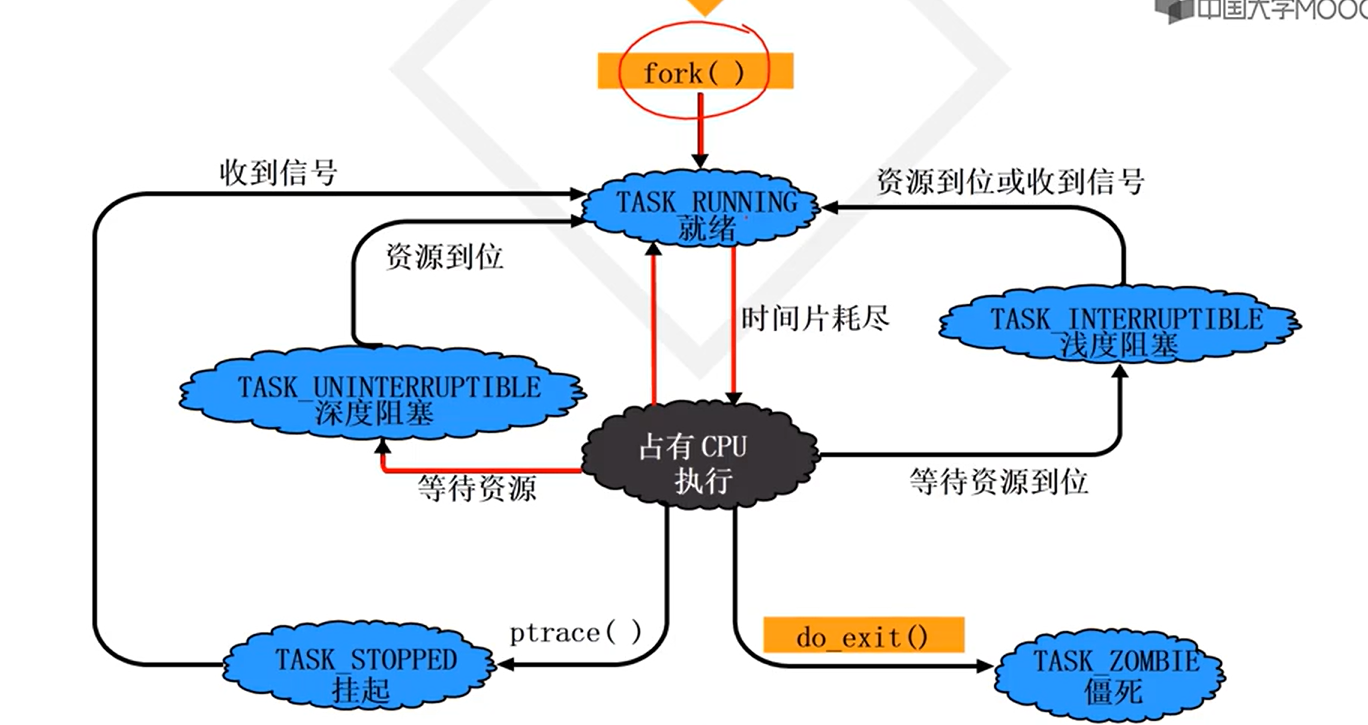 中国大学MOOC
fork( )
收到信号
资源到位或收到信号
TASK_RUNNING
就绪
资源到位
时间片耗尽
TASK_INTERRUPTIBLE
浅度阻塞
TASK_UNINTERRUPTIBLE
深度阻塞
占有 CPU
执行
等待资源
等待资源到位
ptrace( )
do_exit()
TASK_STOPPED
挂起
TASK_ZOMBIE
僵死